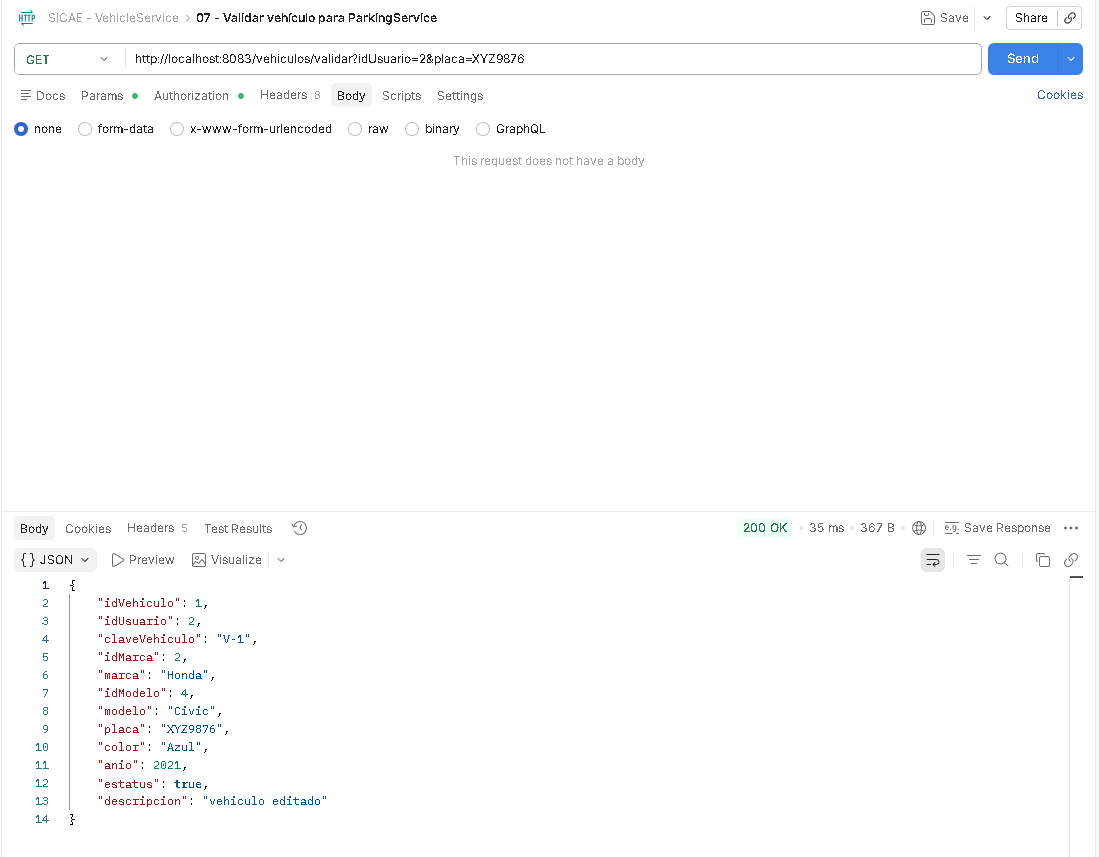 HTTP SICAE - VehicleService > 07 - Validar vehículo para ParkingService Save Share
GET http://localhost:8083/vehiculos/validar?idUsuario=2&placa=XYZ9876 Send
Docs Params Authorization Headers 8 Body Scripts Settings Cookies
none form-data x-www-form-urlencoded raw binary GraphQL
This request does not have a body
Body Cookies Headers 5 Test Results 200 OK 35 ms 367 B e.g. Save Response
{} JSON Preview Visualize
1 {
2 "idVehiculo": 1,
3 "idUsuario": 2,
4 "claveVehiculo": "V-1",
5 "idMarca": 2,
6 "marca": "Honda",
7 "idModelo": 4,
8 "modelo": "Civic",
9 "placa": "XYZ9876",
10 "color": "Azul",
11 "anio": 2021,
12 "estatus": true,
13 "descripcion": "vehiculo editado"
14 }